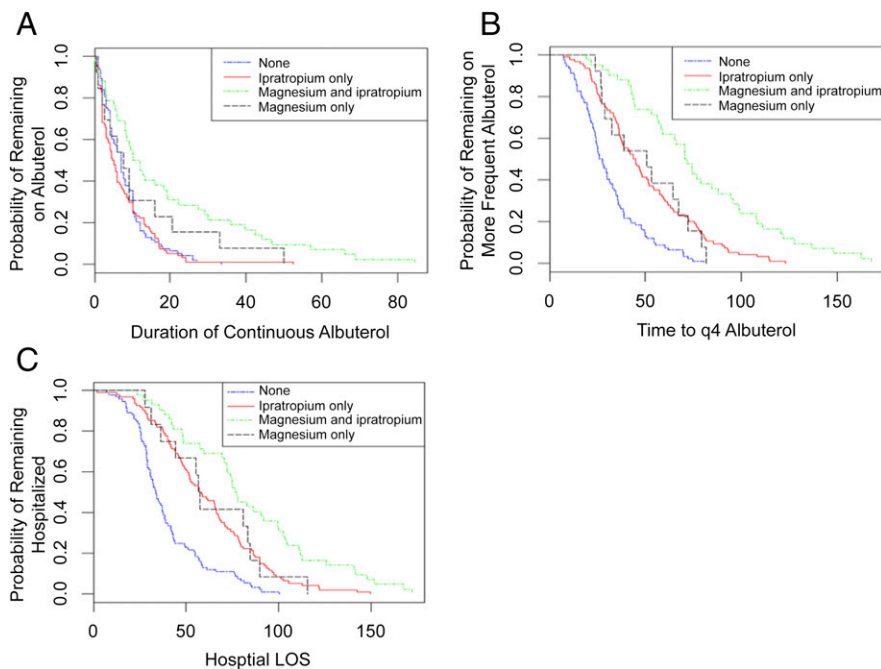 A
Probability of Remaining
on Albuterol
1.0
0.8
0.6
0.4
0.2
0.0
None
Ipratropium only
Magnesium and ipratropium
Magnesium only
0 20 40 60 80
Duration of Continuous Albuterol
B
Probability of Remaining on
More Frequent Albuterol
1.0
0.8
0.6
0.4
0.2
0.0
None
Ipratropium only
Magnesium and ipratropium
Magnesium only
0 50 100 150
Time to q4 Albuterol
C
Probability of Remaining
Hospitalized
1.0
0.8
0.6
0.4
0.2
0.0
None
Ipratropium only
Magnesium and ipratropium
Magnesium only
0 50 100 150
Hosptial LOS